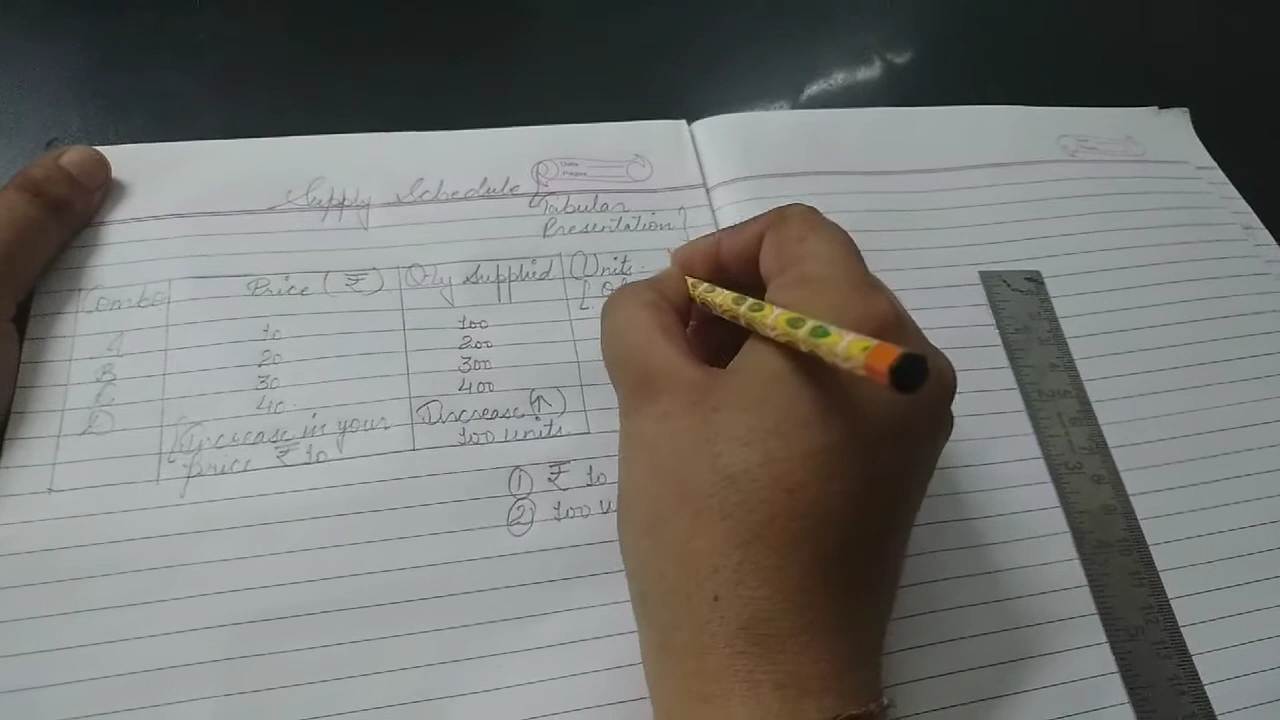 Supply Schedule
Date
Tabular
Presentation]
Combo Price (₹) Qty Supplied (Units.
A 10 100
B 20 200
C 30 300
D 40 400
Increase in your Increase (↑)
price ₹ 10 100 units
① ₹ 10
② 100